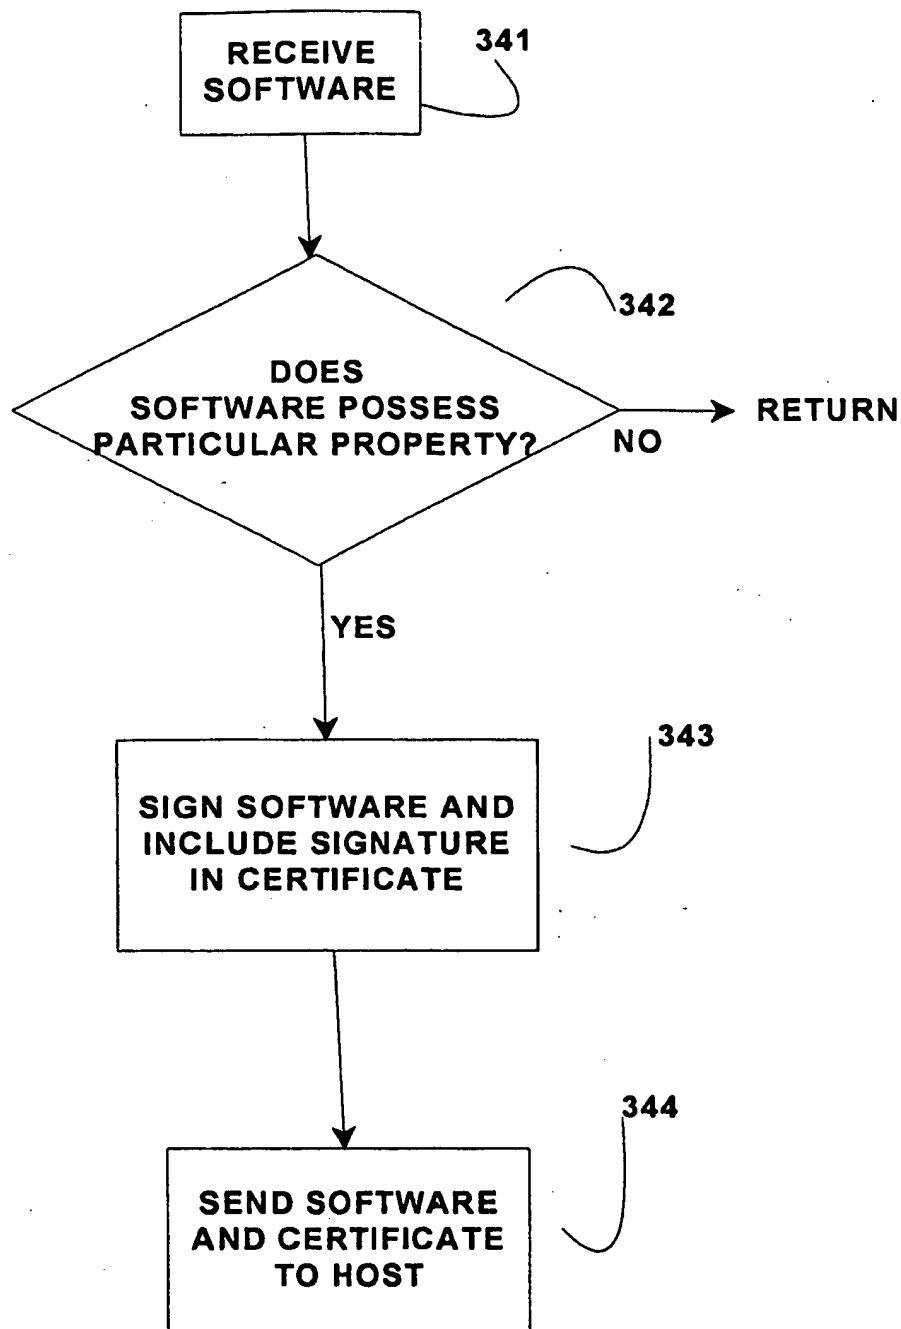 RECEIVE
SOFTWARE
341
342
DOES
SOFTWARE POSSESS
PARTICULAR PROPERTY?
NO
RETURN
YES
343
SIGN SOFTWARE AND
INCLUDE SIGNATURE
IN CERTIFICATE
344
SEND SOFTWARE
AND CERTIFICATE
TO HOST